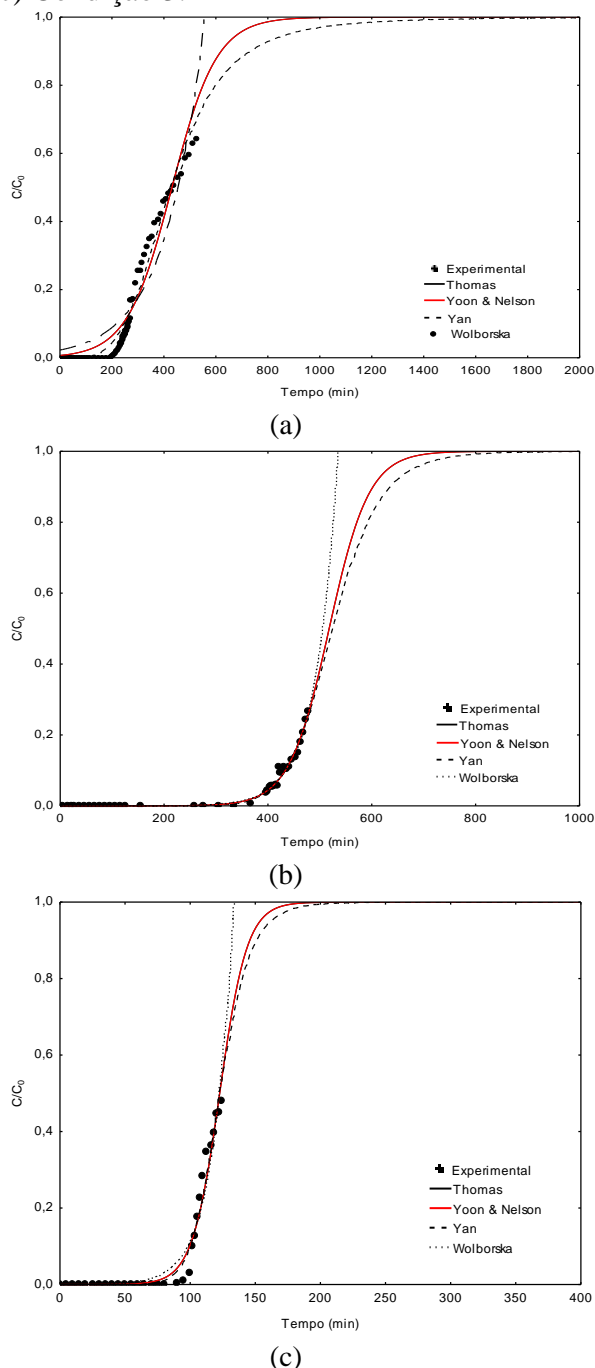 1,0
0,8
0,6
0,4
0,2
0,0
C/C₀
Experimental
Thomas
Yoon & Nelson
Yan
Wolborska
0 200 400 600 800 1000 1200 1400 1600 1800 2000
Tempo (min)
(a)
1,0
0,8
0,6
0,4
0,2
0,0
C/C₀
Experimental
Thomas
Yoon & Nelson
Yan
Wolborska
0 200 400 600 800 1000
Tempo (min)
(b)
1,0
0,8
0,6
0,4
0,2
0,0
C/C₀
Experimental
Thomas
Yoon & Nelson
Yan
Wolborska
0 50 100 150 200 250 300 350 400
Tempo (min)
(c)